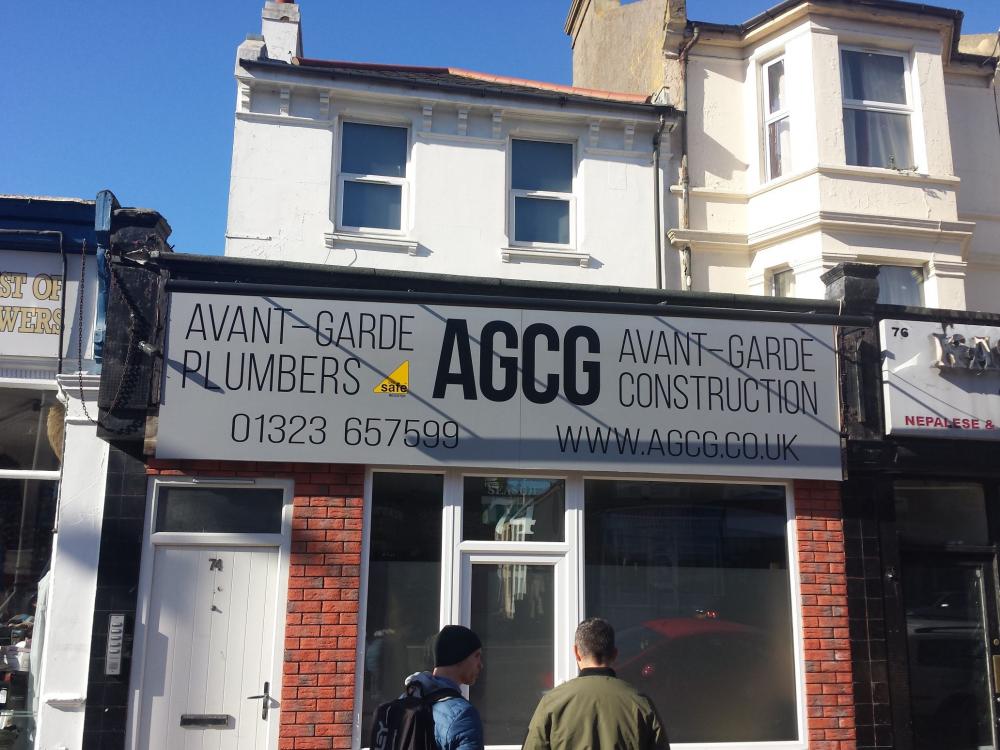 ST OF
WERS
AVANT-GARDE
PLUMBERS
safe
AGCG
AVANT-GARDE
CONSTRUCTION
01323 657599
WWW.AGCG.CO.UK
76
NEPALESE &
74
74